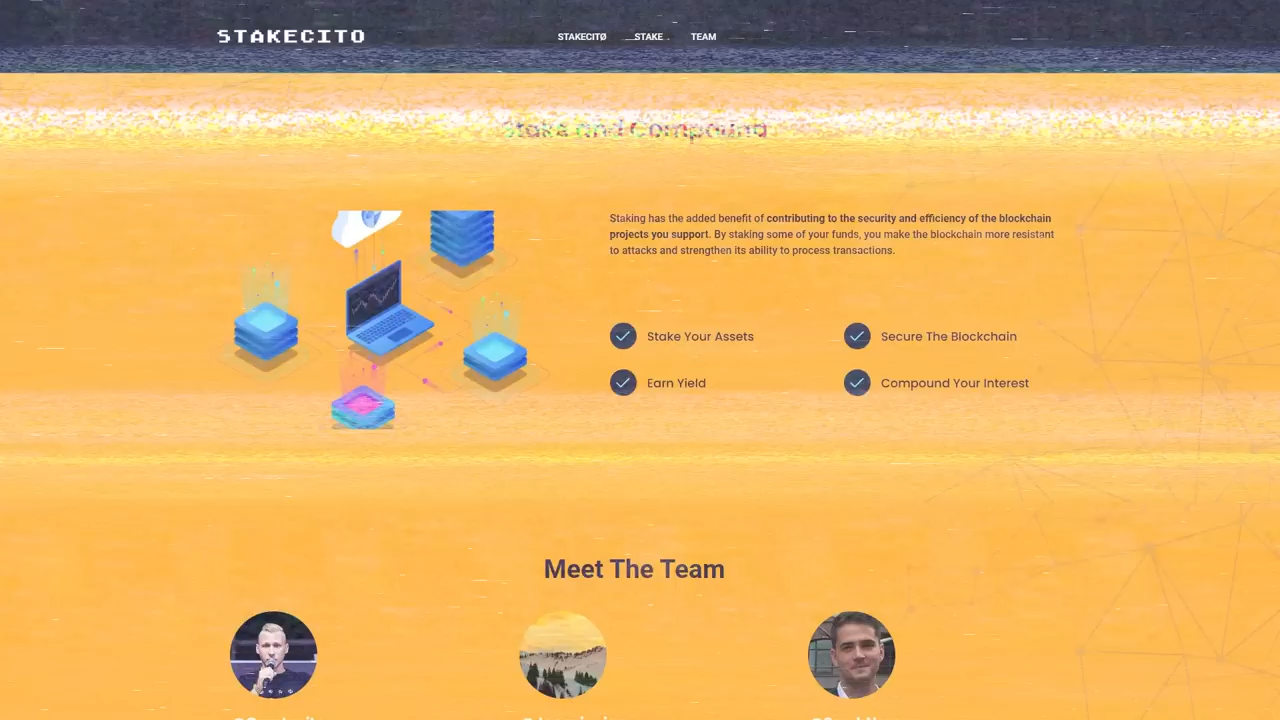 STAKECITO
STAKECITØ STAKE TEAM
Stake and Compound
Staking has the added benefit of contributing to the security and efficiency of the blockchain
projects you support. By staking some of your funds, you make the blockchain more resistant
to attacks and strengthen its ability to process transactions.
Stake Your Assets
Secure The Blockchain
Earn Yield
Compound Your Interest
Meet The Team